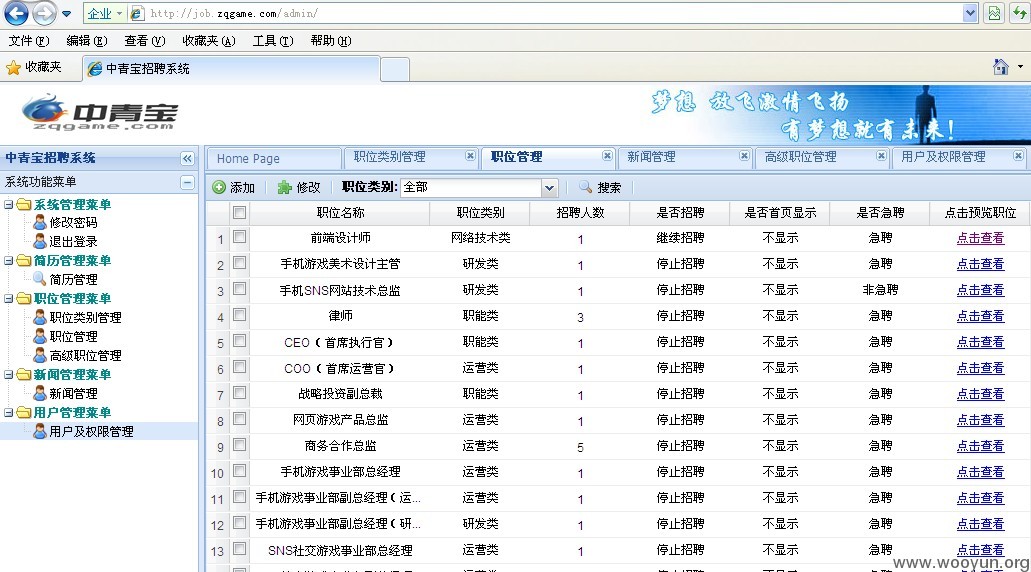 企业 http://job.zqgame.com/admin/
文件(F) 编辑(E) 查看(V) 收藏夹(A) 工具(T) 帮助(H)
收藏夹 中青宝招聘系统
中青宝
zqgame.com
梦想 放飞激情飞扬
有梦想就有未来!
中青宝招聘系统
系统功能菜单
系统管理菜单
修改密码
退出登录
简历管理菜单
简历管理
职位管理菜单
职位类别管理
职位管理
高级职位管理
新闻管理菜单
新闻管理
用户管理菜单
用户及权限管理
Home Page 职位类别管理 职位管理 新闻管理 高级职位管理 用户及权限管理
添加 修改 职位类别: 全部 搜索
职位名称 职位类别 招聘人数 是否招聘 是否首页显示 是否急聘 点击预览职位
1 前端设计师 网络技术类 1 继续招聘 不显示 急聘 点击查看
2 手机游戏美术设计主管 研发类 1 停止招聘 不显示 急聘 点击查看
3 手机SNS网站技术总监 研发类 1 停止招聘 不显示 非急聘 点击查看
4 律师 职能类 3 停止招聘 不显示 急聘 点击查看
5 CEO（首席执行官） 职能类 1 停止招聘 不显示 急聘 点击查看
6 COO（首席运营官） 运营类 1 停止招聘 不显示 急聘 点击查看
7 战略投资副总裁 职能类 1 停止招聘 不显示 急聘 点击查看
8 网页游戏产品总监 运营类 1 停止招聘 不显示 急聘 点击查看
9 商务合作总监 运营类 5 停止招聘 不显示 急聘 点击查看
10 手机游戏事业部总经理 运营类 1 停止招聘 不显示 急聘 点击查看
11 手机游戏事业部副总经理（运... 运营类 1 停止招聘 不显示 急聘 点击查看
12 手机游戏事业部副总经理（研... 研发类 1 停止招聘 不显示 急聘 点击查看
13 SNS社交游戏事业部总经理 运营类 1 停止招聘 不显示 急聘 点击查看
www.wooyun.org